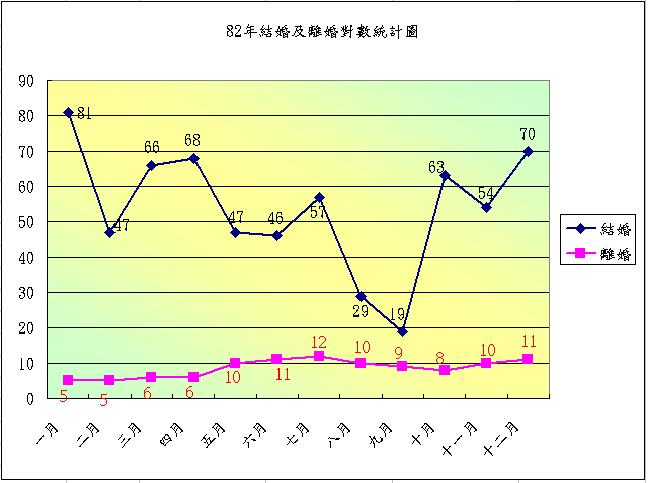 82年結婚及離婚對數統計圖
90
80
70
60
50
40
30
20
10
0
81
47
66
68
47
46
57
29
19
63
54
70
5
5
6
6
10
11
12
10
9
8
10
11
一月
二月
三月
四月
五月
六月
七月
八月
九月
十月
十一月
十二月
結婚
離婚